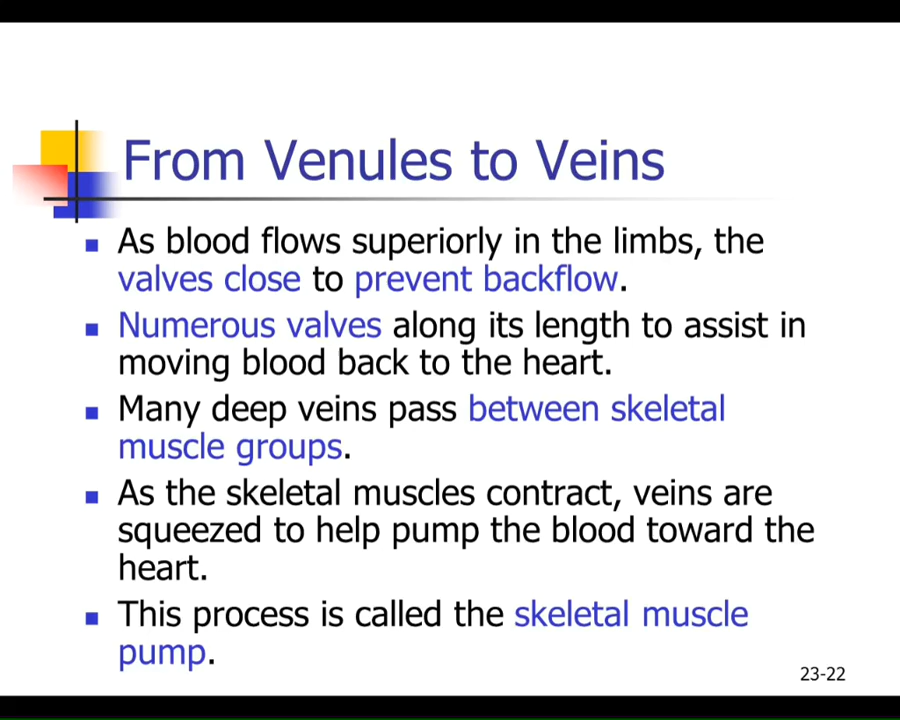 From Venules to Veins
As blood flows superiorly in the limbs, the
valves close to prevent backflow.
Numerous valves along its length to assist in
moving blood back to the heart.
Many deep veins pass between skeletal
muscle groups.
As the skeletal muscles contract, veins are
squeezed to help pump the blood toward the
heart.
This process is called the skeletal muscle
pump.
23-22